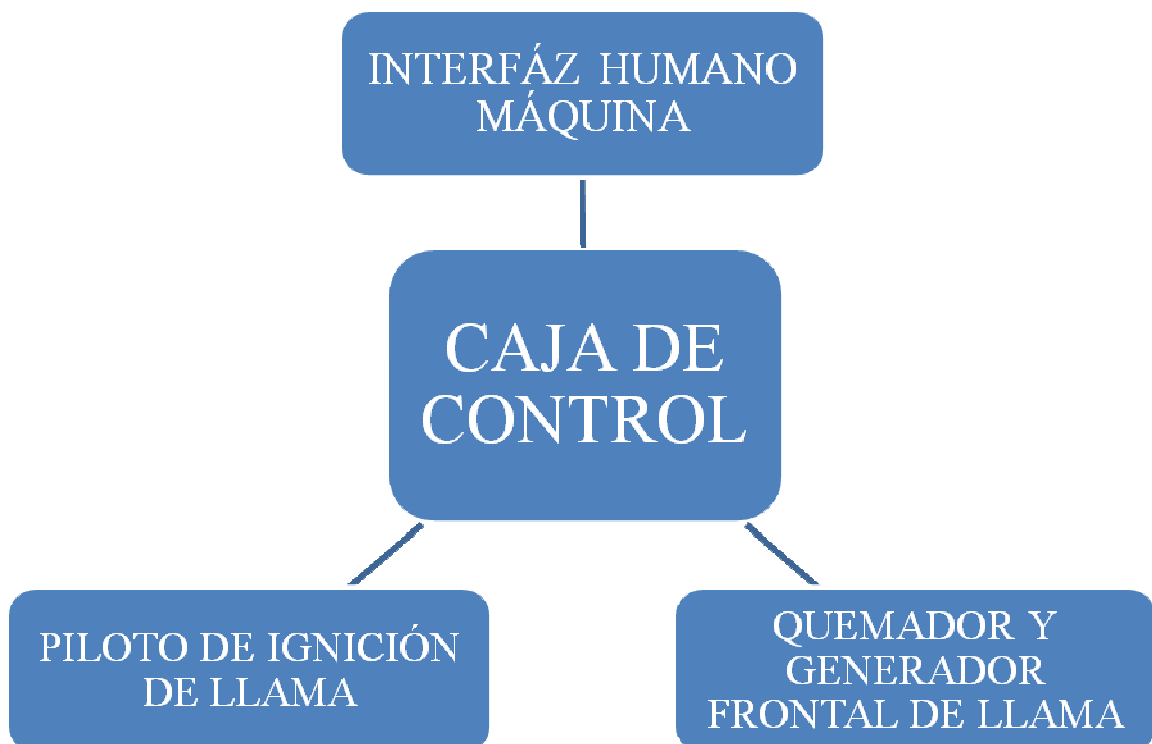 INTERFÁZ HUMANO
MÁQUINA
CAJA DE
CONTROL
PILOTO DE IGNICIÓN
DE LLAMA
QUEMADOR Y
GENERADOR
FRONTAL DE LLAMA